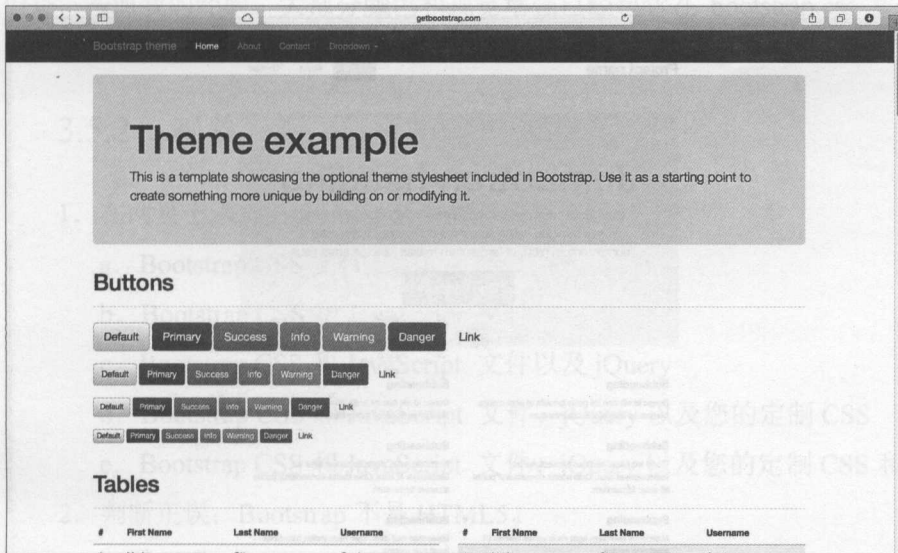 getbootstrap.com
Bootstrap theme Home About Contact Dropdown
Theme example
This is a template showcasing the optional theme stylesheet included in Bootstrap. Use it as a starting point to
create something more unique by building on or modifying it.
Buttons
Default Primary Success Info Warning Danger Link
Default Primary Success Info Warning Danger Link
Default Primary Success Info Warning Danger Link
Default Primary Success Info Warning Danger Link
Tables
# First Name Last Name Username # First Name Last Name Username